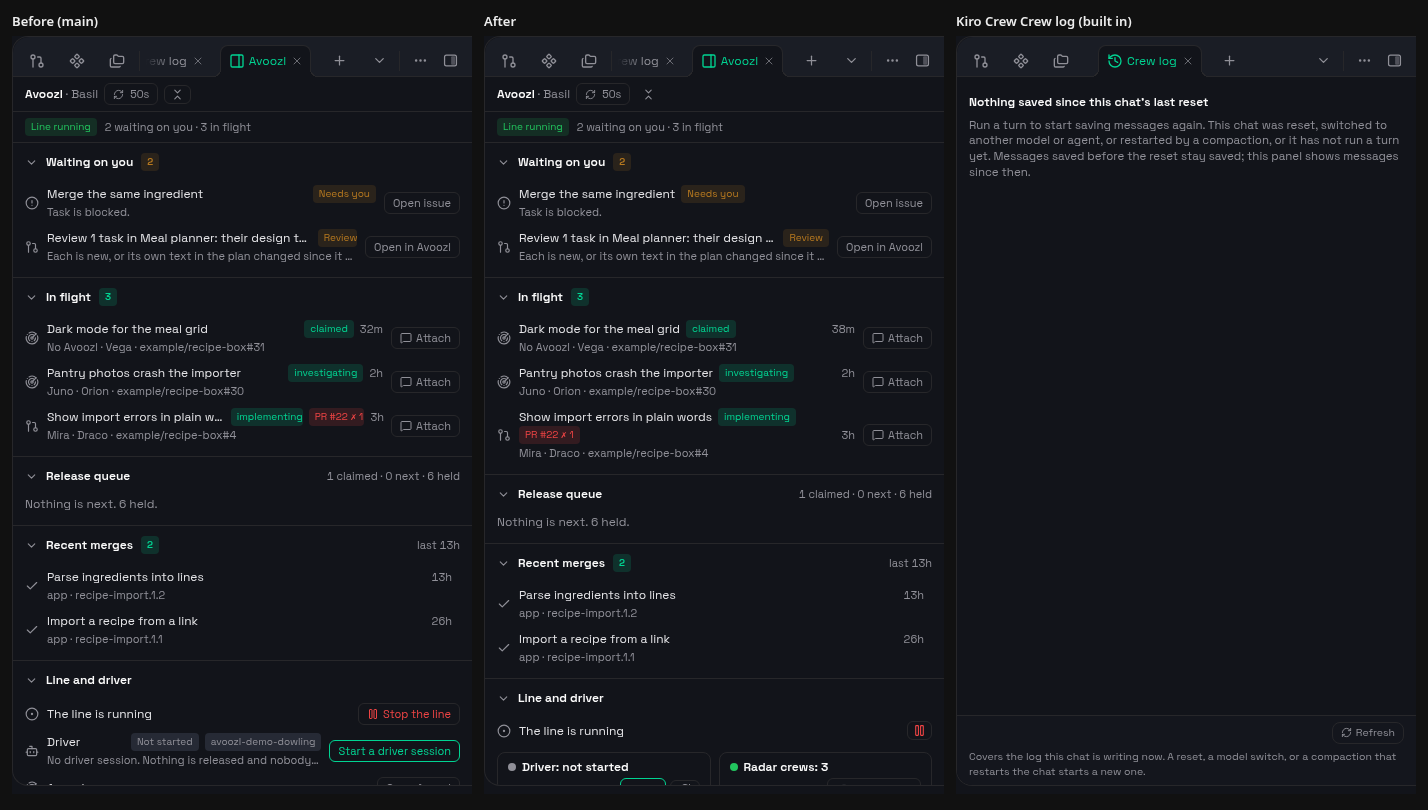 Before (main)
ew log
Avoozl
Avoozl · Basil
50s
Line running
2 waiting on you · 3 in flight
Waiting on you
2
Merge the same ingredient
Needs you
Task is blocked.
Open issue
Review 1 task in Meal planner: their design t...
Review
Each is new, or its own text in the plan changed since it ...
Open in Avoozl
In flight
3
Dark mode for the meal grid
claimed
32m
No Avoozl · Vega · example/recipe-box#31
Attach
Pantry photos crash the importer
investigating
2h
Juno · Orion · example/recipe-box#30
Attach
Show import errors in plain w...
implementing
PR #22 ✗ 1
3h
Mira · Draco · example/recipe-box#4
Attach
Release queue
1 claimed · 0 next · 6 held
Nothing is next. 6 held.
Recent merges
2
last 13h
Parse ingredients into lines
13h
app · recipe-import.1.2
Import a recipe from a link
26h
app · recipe-import.1.1
Line and driver
The line is running
Stop the line
Driver
Not started
avoozl-demo-dowling
No driver session. Nothing is released and nobody...
Start a driver session
After
ew log
Avoozl
Avoozl · Basil
50s
Line running
2 waiting on you · 3 in flight
Waiting on you
2
Merge the same ingredient
Needs you
Task is blocked.
Open issue
Review 1 task in Meal planner: their design ...
Review
Each is new, or its own text in the plan changed since it ...
Open in Avoozl
In flight
3
Dark mode for the meal grid
claimed
38m
No Avoozl · Vega · example/recipe-box#31
Attach
Pantry photos crash the importer
investigating
2h
Juno · Orion · example/recipe-box#30
Attach
Show import errors in plain words
implementing
PR #22 ✗ 1
3h
Mira · Draco · example/recipe-box#4
Attach
Release queue
1 claimed · 0 next · 6 held
Nothing is next. 6 held.
Recent merges
2
last 13h
Parse ingredients into lines
13h
app · recipe-import.1.2
Import a recipe from a link
26h
app · recipe-import.1.1
Line and driver
The line is running
Driver: not started
Radar crews: 3
Kiro Crew Crew log (built in)
Crew log
Nothing saved since this chat's last reset
Run a turn to start saving messages again. This chat was reset, switched to
another model or agent, or restarted by a compaction, or it has not run a turn
yet. Messages saved before the reset stay saved; this panel shows messages
since then.
Refresh
Covers the log this chat is writing now. A reset, a model switch, or a compaction that
restarts the chat starts a new one.